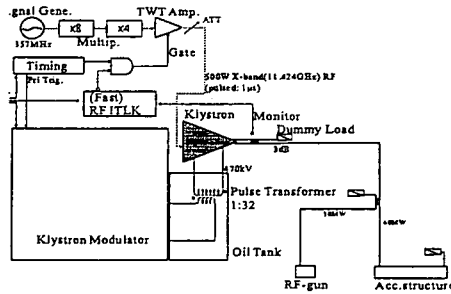 .gnal Gene.
x8
x4
TWT Amp.
ATT
357MHz
Multip.
Gate
Timing
Pri Trig.
500W X-band(11.424GHz) RF
(pulsed: 1μs)
(Fast)
RF ITLK
Klystron
Monitor
Dummy Load
3dB
470kV
Pulse Transformer
1:32
Klystron Modulator
Oil Tank
RF-gun
Acc.structure